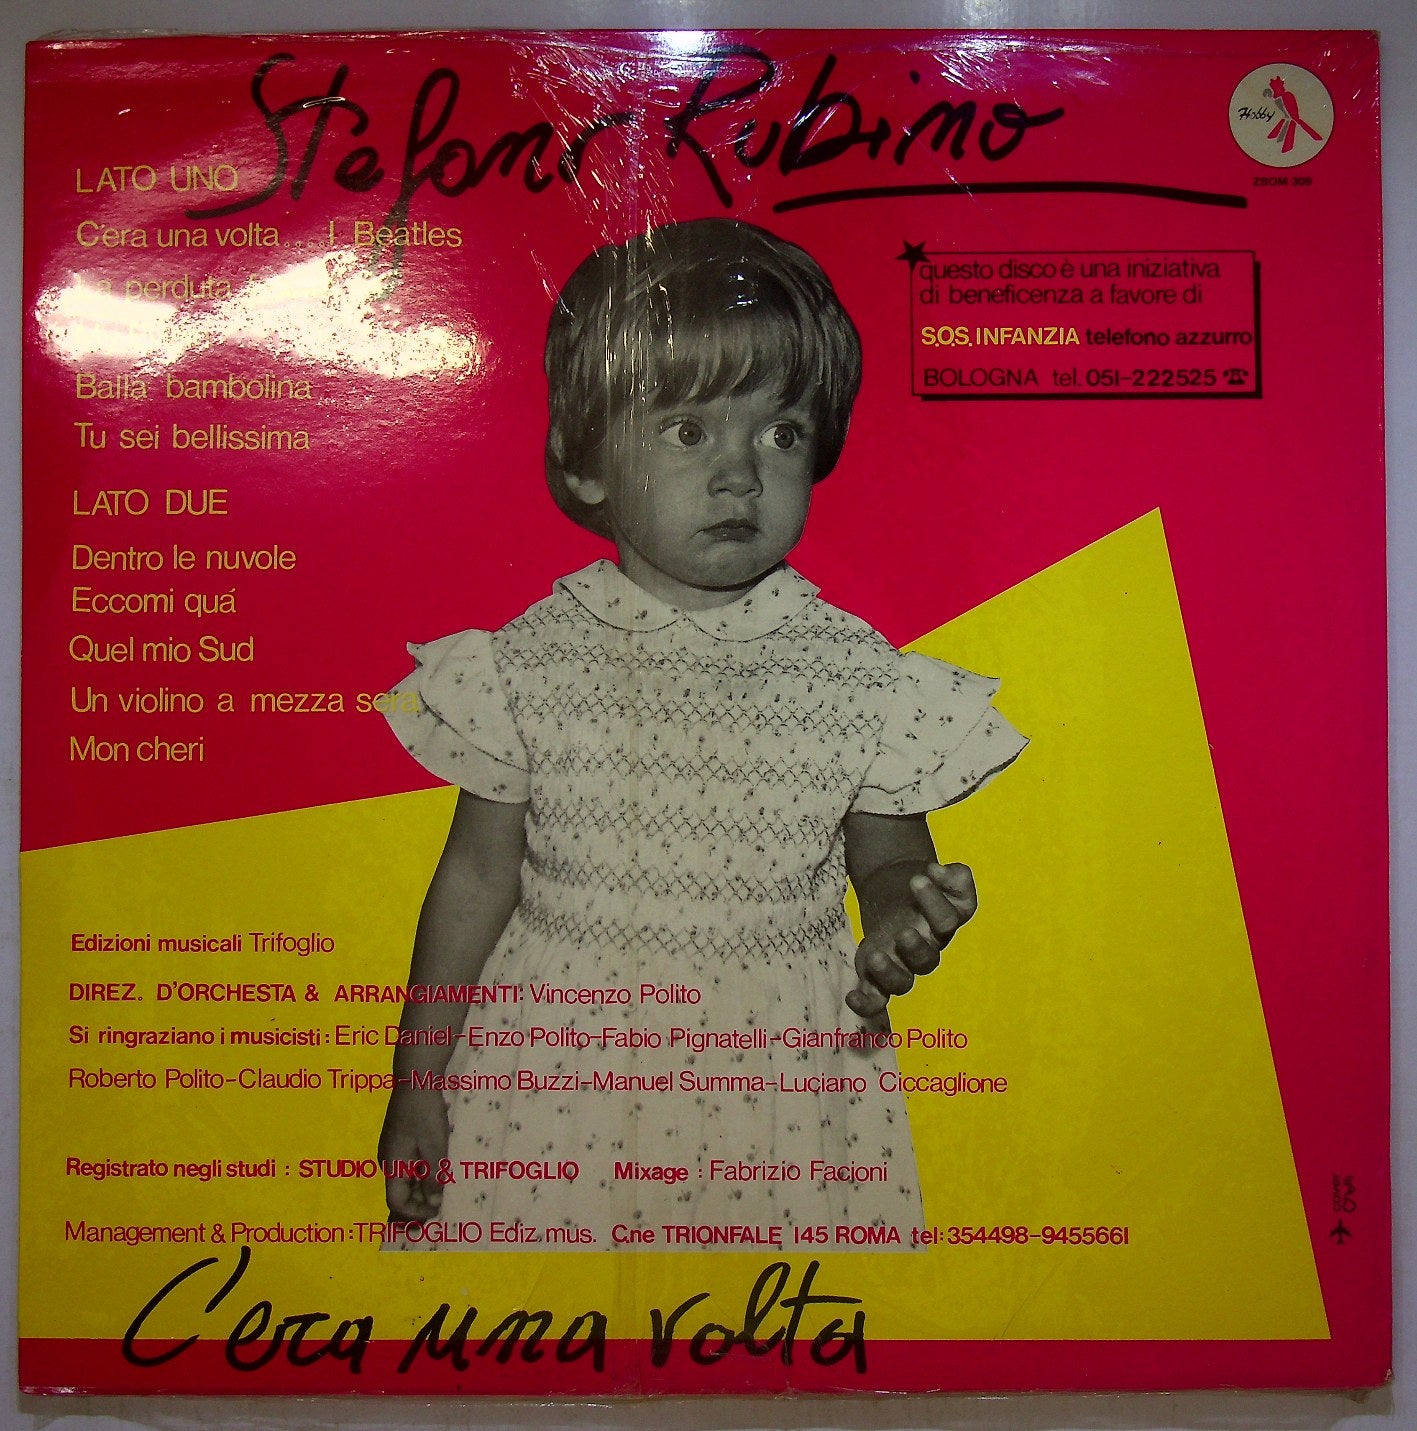 Stefano Rubino
Hobby
ZBOM 309
LATO UNO
C'era una volta....I Beatles
La perduta
Balla bambolina
Tu sei bellissima
LATO DUE
Dentro le nuvole
Eccomi quá
Quel mio Sud
Un violino a mezza sera
Mon cheri
questo disco è una iniziativa
di beneficenza a favore di
S.O.S. INFANZIA telefono azzurro
BOLOGNA tel. 051-222525 ☎
Edizioni musicali Trifoglio
DIREZ. D'ORCHESTA & ARRANGIAMENTI: Vincenzo Polito
Si ringraziano i musicisti: Eric Daniel-Enzo Polito-Fabio Pignatelli-Gianfranco Polito
Roberto Polito-Claudio Trippa-Massimo Buzzi-Manuel Summa-Luciano Ciccaglione
Registrato negli studi : STUDIO UNO & TRIFOGLIO Mixage : Fabrizio Facioni
Management & Production: TRIFOGLIO Ediz. mus. C.ne TRIONFALE 145 ROMA tel: 354498-9455661
cover
C'era una volta